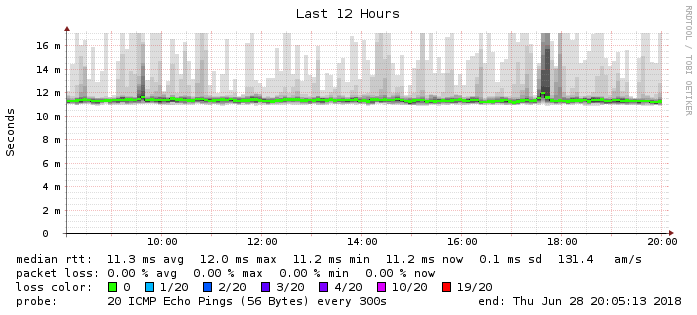 Last 12 Hours
RRDTOOL / TOBI OETIKER
Seconds
16 m
14 m
12 m
10 m
8 m
6 m
4 m
2 m
0
10:00 12:00 14:00 16:00 18:00 20:00
median rtt: 11.3 ms avg 12.0 ms max 11.2 ms min 11.2 ms now 0.1 ms sd 131.4 am/s
packet loss: 0.00 % avg 0.00 % max 0.00 % min 0.00 % now
loss color: 0 1/20 2/20 3/20 4/20 10/20 19/20
probe: 20 ICMP Echo Pings (56 Bytes) every 300s end: Thu Jun 28 20:05:13 2018